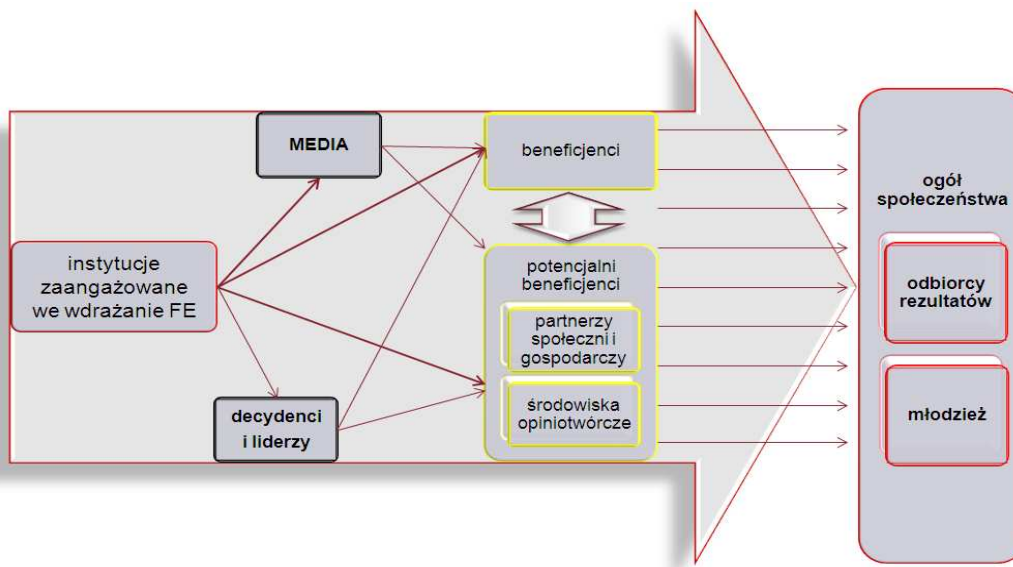 MEDIA
beneficjenci
instytucje
zaangażowane
we wdrażanie FE
potencjalni
beneficjenci
partnerzy
społeczni i
gospodarczy
środowiska
opiniotwórcze
decydenci
i liderzy
ogół
społeczeństwa
odbiorcy
rezultatów
młodzież